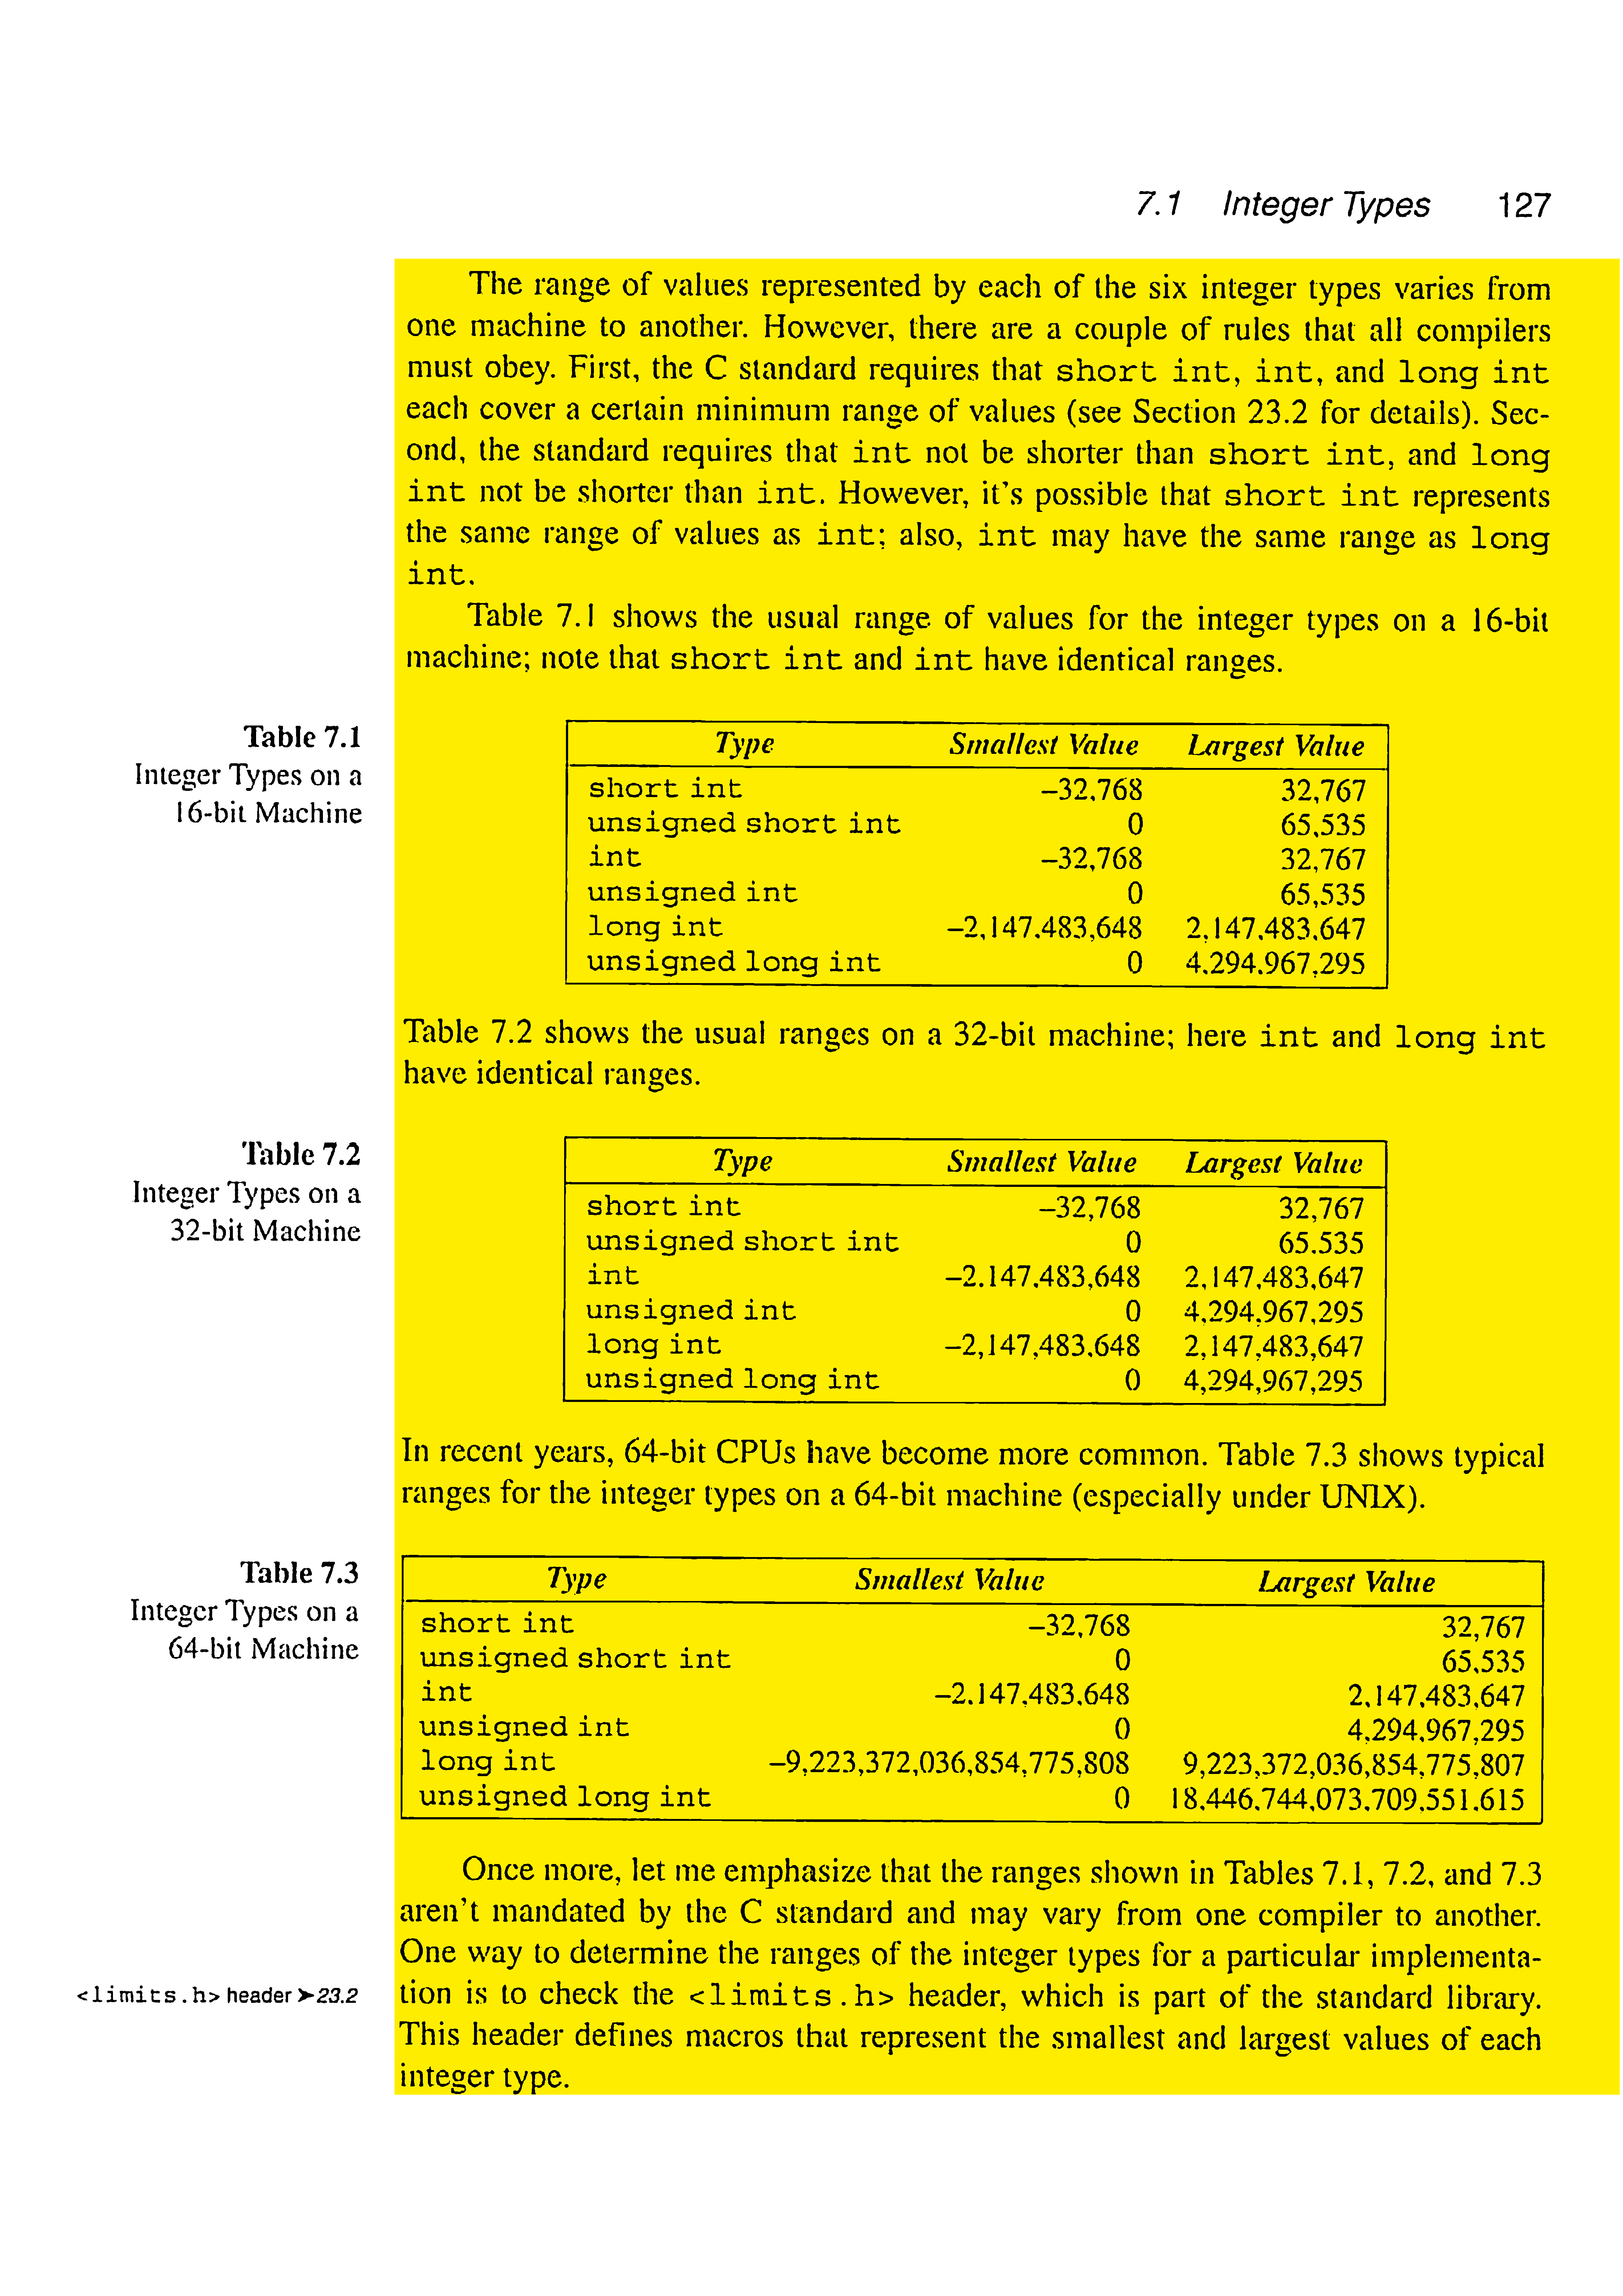 7.1 Integer Types 127
The range of values represented by each of the six integer types varies from
one machine to another. However, there are a couple of rules that all compilers
must obey. First, the C standard requires that short int, int, and long int
each cover a certain minimum range of values (see Section 23.2 for details). Sec-
ond, the standard requires that int not be shorter than short int, and long
int not be shorter than int. However, it's possible that short int represents
the same range of values as int; also, int may have the same range as long
int.
Table 7.1 shows the usual range of values for the integer types on a 16-bit
machine; note that short int and int have identical ranges.
Table 7.1
Integer Types on a
16-bit Machine
Type Smallest Value Largest Value
short int –32,768 32,767
unsigned short int 0 65,535
int –32,768 32,767
unsigned int 0 65,535
long int –2,147,483,648 2,147,483,647
unsigned long int 0 4,294,967,295
Table 7.2 shows the usual ranges on a 32-bit machine; here int and long int
have identical ranges.
Table 7.2
Integer Types on a
32-bit Machine
Type Smallest Value Largest Value
short int –32,768 32,767
unsigned short int 0 65,535
int –2,147,483,648 2,147,483,647
unsigned int 0 4,294,967,295
long int –2,147,483,648 2,147,483,647
unsigned long int 0 4,294,967,295
In recent years, 64-bit CPUs have become more common. Table 7.3 shows typical
ranges for the integer types on a 64-bit machine (especially under UNIX).
Table 7.3
Integer Types on a
64-bit Machine
Type Smallest Value Largest Value
short int –32,768 32,767
unsigned short int 0 65,535
int –2,147,483,648 2,147,483,647
unsigned int 0 4,294,967,295
long int –9,223,372,036,854,775,808 9,223,372,036,854,775,807
unsigned long int 0 18,446,744,073,709,551,615
Once more, let me emphasize that the ranges shown in Tables 7.1, 7.2, and 7.3
aren't mandated by the C standard and may vary from one compiler to another.
One way to determine the ranges of the integer types for a particular implementa-
<limits.h> header ➤23.2
tion is to check the <limits.h> header, which is part of the standard library.
This header defines macros that represent the smallest and largest values of each
integer type.